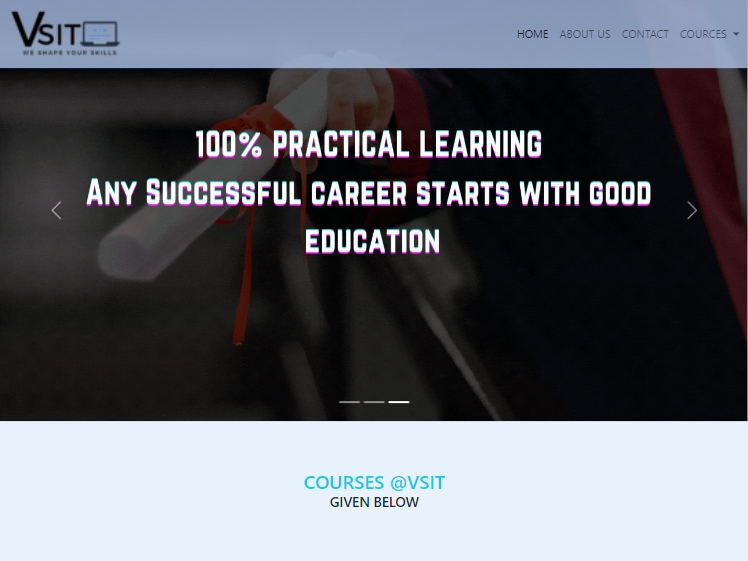 VSIT
WE SHAPE YOUR SKILLS
HOME ABOUT US CONTACT COURCES
100% PRACTICAL LEARNING
ANY SUCCESSFUL CAREER STARTS WITH GOOD
EDUCATION
COURSES @VSIT
GIVEN BELOW